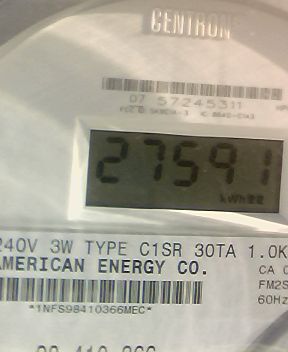 CENTRON
07 57245311
27591
kWh
240V 3W TYPE C1SR 30TA 1.0K
AMERICAN ENERGY CO.
CA 0
FM2S
60Hz
*1NFS98410366MEC*